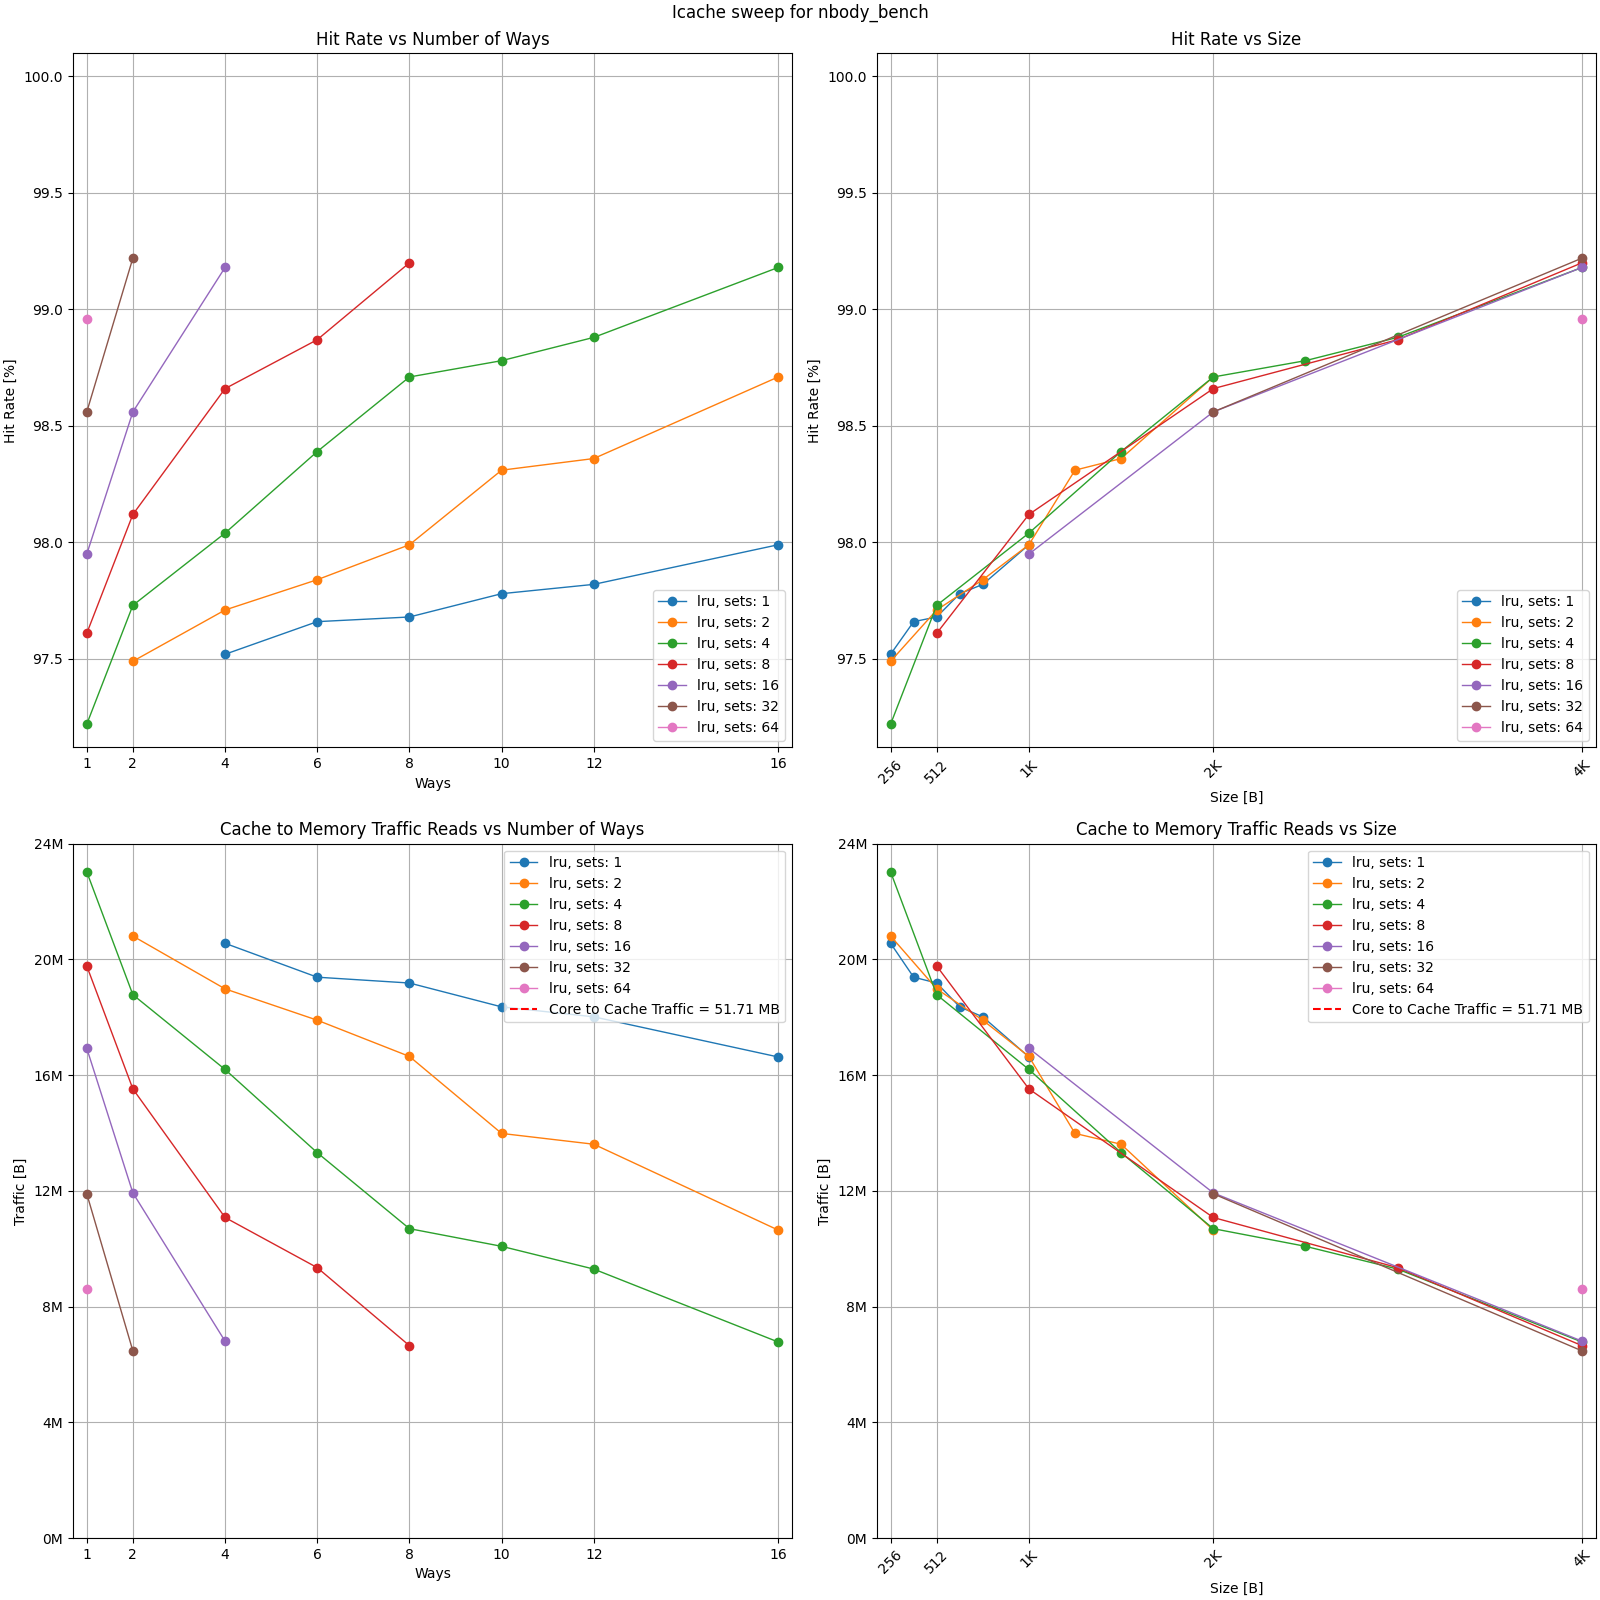 Icache sweep for nbody_bench
Hit Rate vs Number of Ways
100.0
99.5
99.0
98.5
98.0
97.5
Hit Rate [%]
1 2 4 6 8 10 12 16
Ways
lru, sets: 1
lru, sets: 2
lru, sets: 4
lru, sets: 8
lru, sets: 16
lru, sets: 32
lru, sets: 64
Hit Rate vs Size
100.0
99.5
99.0
98.5
98.0
97.5
Hit Rate [%]
256 512 1K 2K 4K
Size [B]
lru, sets: 1
lru, sets: 2
lru, sets: 4
lru, sets: 8
lru, sets: 16
lru, sets: 32
lru, sets: 64
Cache to Memory Traffic Reads vs Number of Ways
24M
20M
16M
12M
8M
4M
0M
Traffic [B]
1 2 4 6 8 10 12 16
Ways
lru, sets: 1
lru, sets: 2
lru, sets: 4
lru, sets: 8
lru, sets: 16
lru, sets: 32
lru, sets: 64
Core to Cache Traffic = 51.71 MB
Cache to Memory Traffic Reads vs Size
24M
20M
16M
12M
8M
4M
0M
Traffic [B]
256 512 1K 2K 4K
Size [B]
lru, sets: 1
lru, sets: 2
lru, sets: 4
lru, sets: 8
lru, sets: 16
lru, sets: 32
lru, sets: 64
Core to Cache Traffic = 51.71 MB